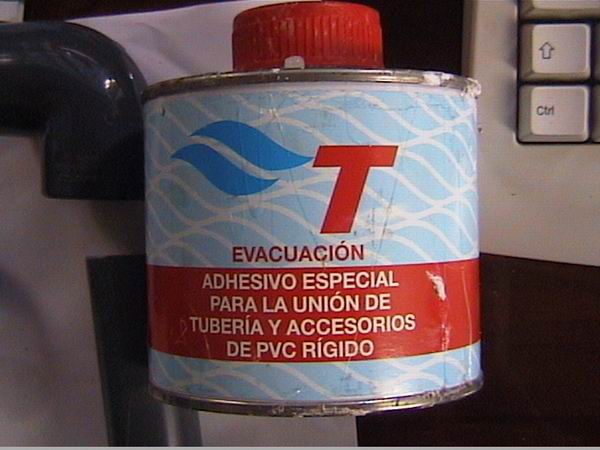 T
EVACUACIÓN
ADHESIVO ESPECIAL
PARA LA UNIÓN DE
TUBERÍA Y ACCESORIOS
DE PVC RÍGIDO
Ctrl